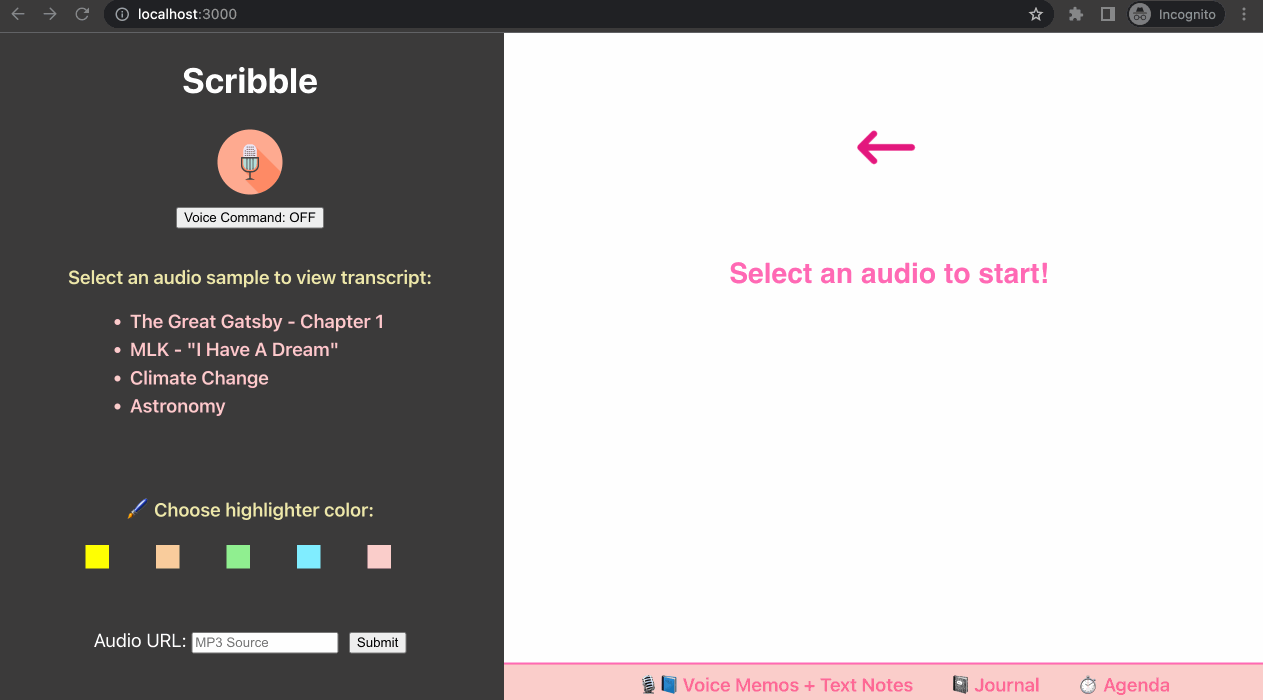 localhost:3000
Incognito
Scribble
Voice Command: OFF
Select an audio sample to view transcript:
• The Great Gatsby - Chapter 1
• MLK - "I Have A Dream"
• Climate Change
• Astronomy
Choose highlighter color:
Audio URL: MP3 Source Submit
Select an audio to start!
Voice Memos + Text Notes Journal Agenda